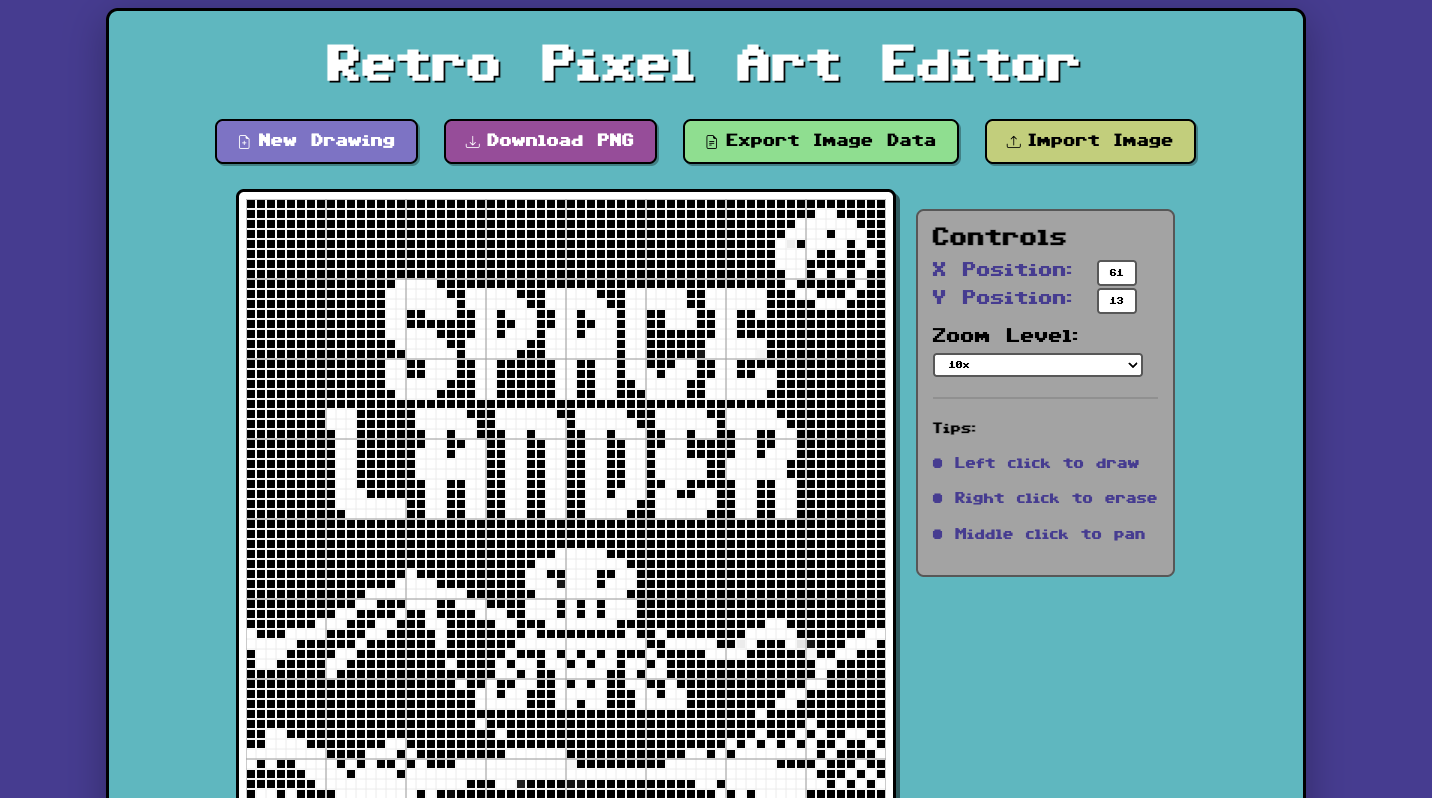 Retro Pixel Art Editor
New Drawing
Download PNG
Export Image Data
Import Image
SPACE
LANDER
Controls
X Position: 61
Y Position: 13
Zoom Level:
10x
Tips:
Left click to draw
Right click to erase
Middle click to pan